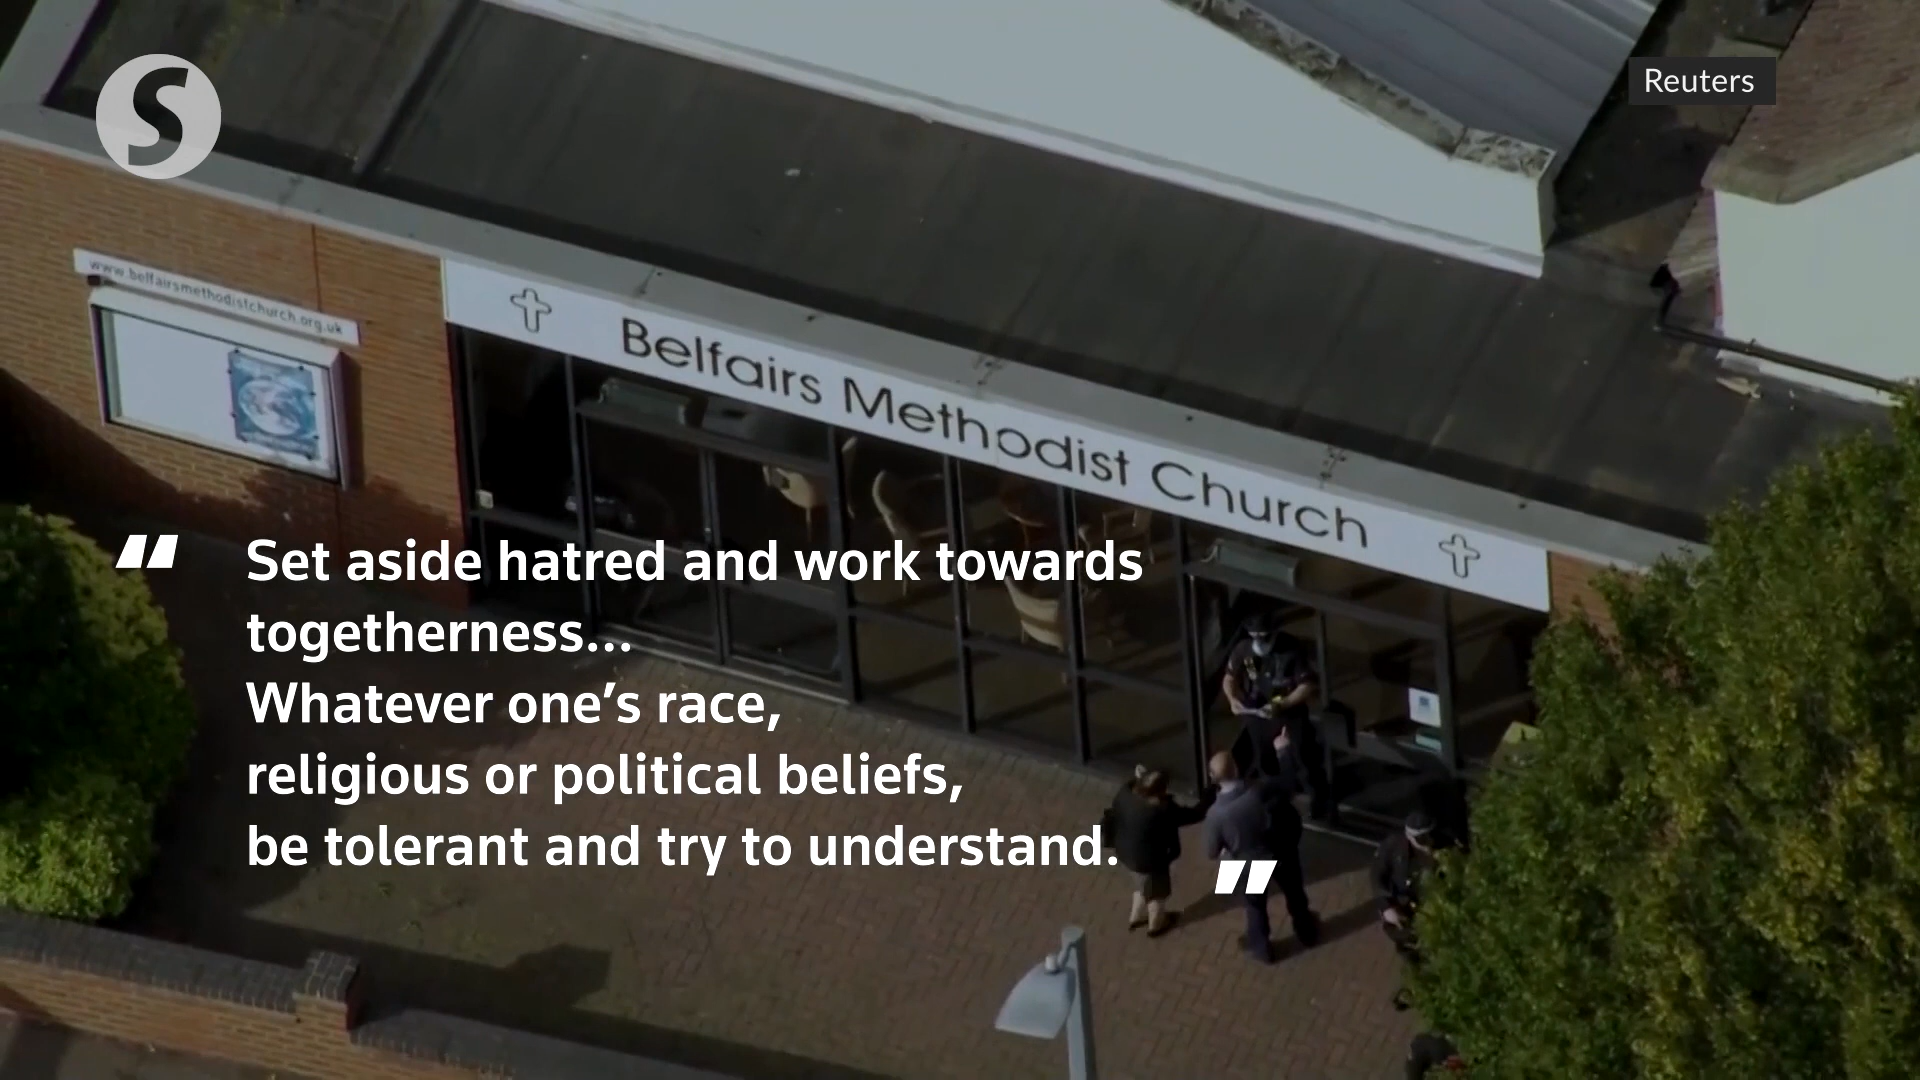 S
Reuters
www.belfairsmethodistchurch.org.uk
Belfairs Methodist Church
“ Set aside hatred and work towards
togetherness...
Whatever one’s race,
religious or political beliefs,
be tolerant and try to understand. ”